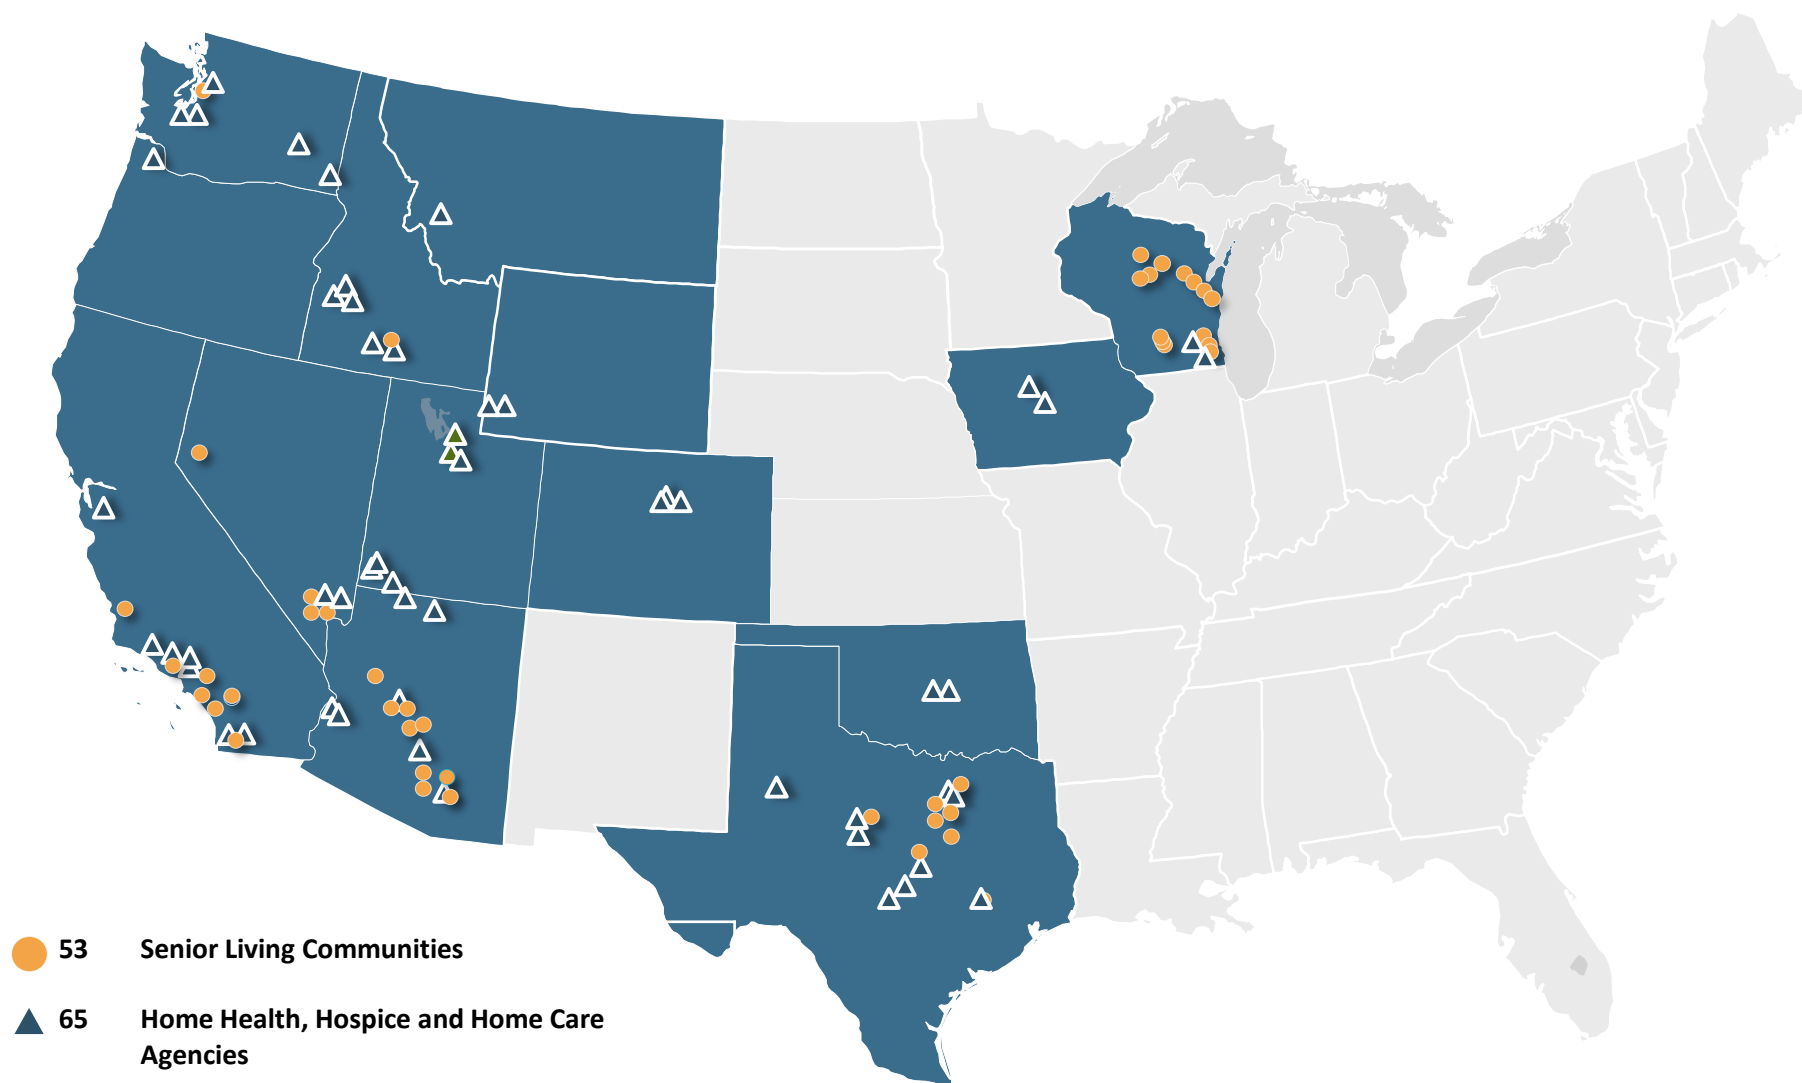 53 Senior Living Communities
65 Home Health, Hospice and Home Care
Agencies